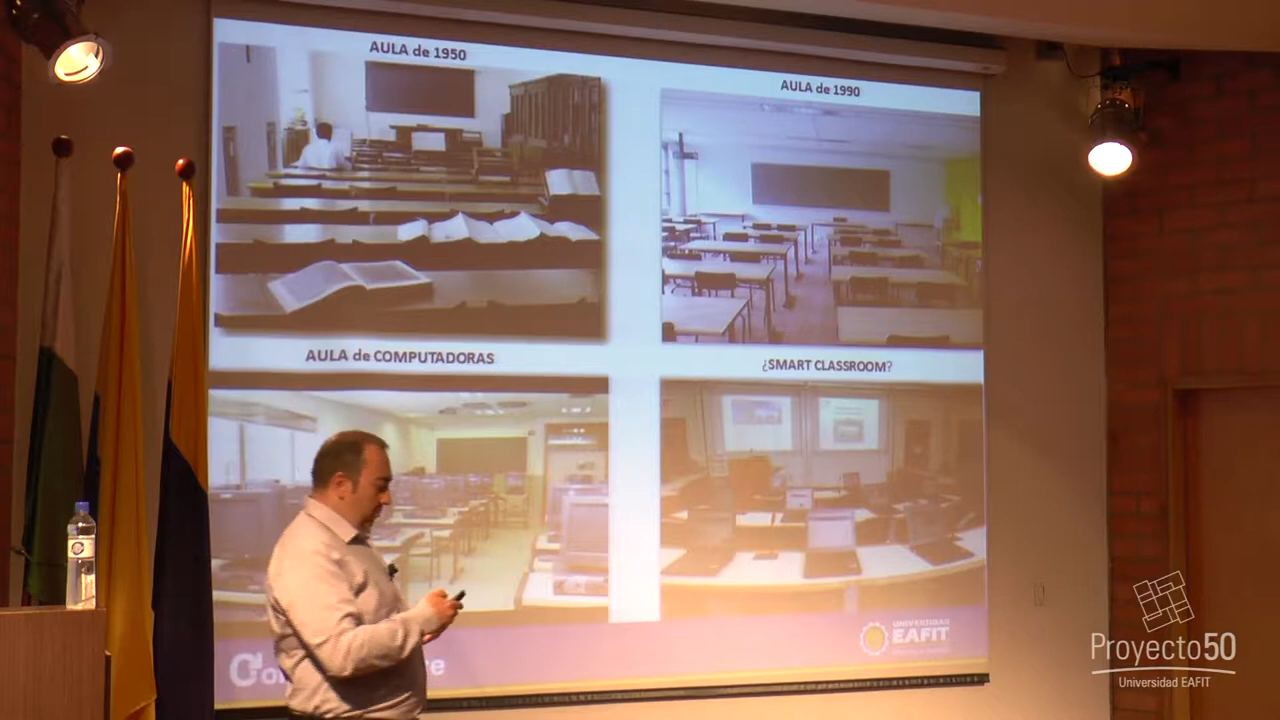 AULA de 1950
AULA de 1990
AULA de COMPUTADORAS
¿SMART CLASSROOM?
UNIVERSIDAD
EAFIT
Proyecto50
Universidad EAFIT